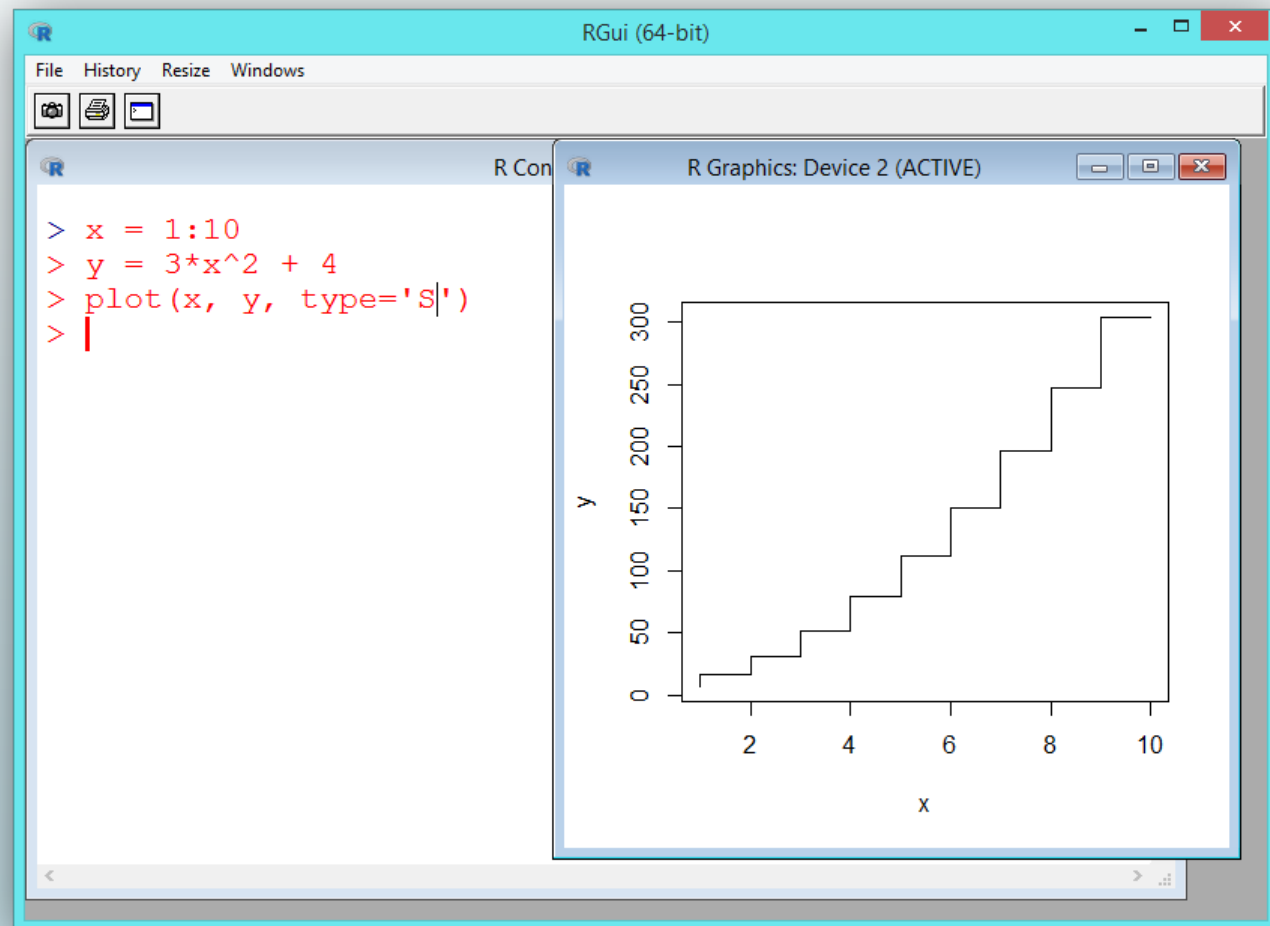 RGui (64-bit)
File History Resize Windows
R Con
> x = 1:10
> y = 3*x^2 + 4
> plot(x, y, type='S')
>
R Graphics: Device 2 (ACTIVE)
300
250
200
150
100
50
0
y
2 4 6 8 10
x